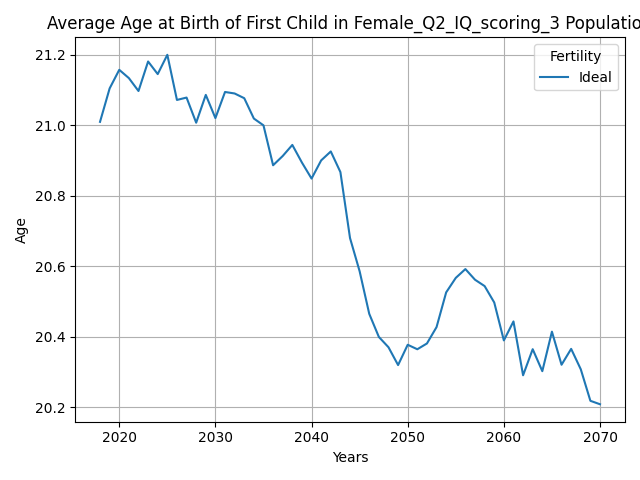 Average Age at Birth of First Child in Female_Q2_IQ_scoring_3 Populatio
Fertility
Ideal
21.2
21.0
20.8
20.6
20.4
20.2
Age
2020 2030 2040 2050 2060 2070
Years